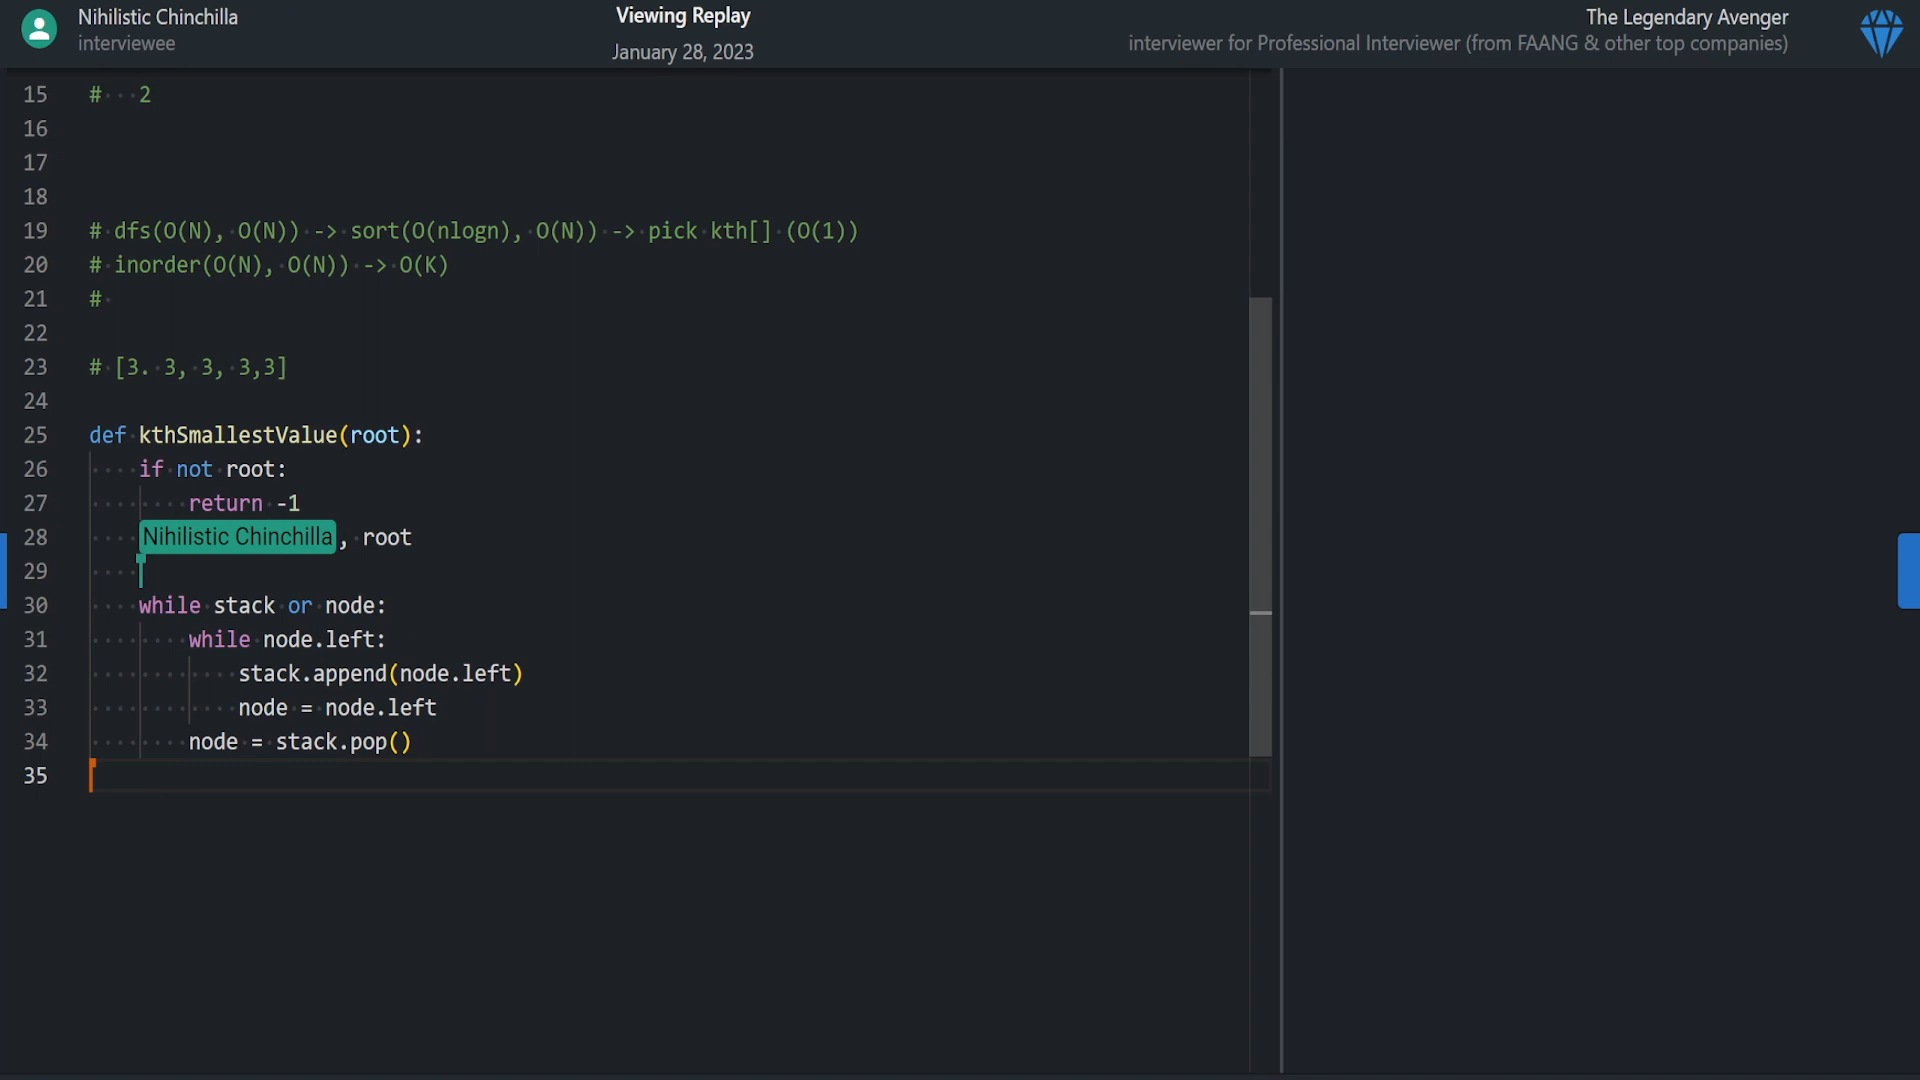 Nihilistic Chinchilla
interviewee
Viewing Replay
January 28, 2023
The Legendary Avenger
interviewer for Professional Interviewer (from FAANG & other top companies)
15 # 2
16
17
18
19 # dfs(O(N), O(N)) -> sort(O(nlogn), O(N)) -> pick kth[] (O(1))
20 # inorder(O(N), O(N)) -> O(K)
21 #
22
23 # [3. 3, 3, 3,3]
24
25 def kthSmallestValue(root):
26 if not root:
27 return -1
28 Nihilistic Chinchilla, root
29
30 while stack or node:
31 while node.left:
32 stack.append(node.left)
33 node = node.left
34 node = stack.pop()
35